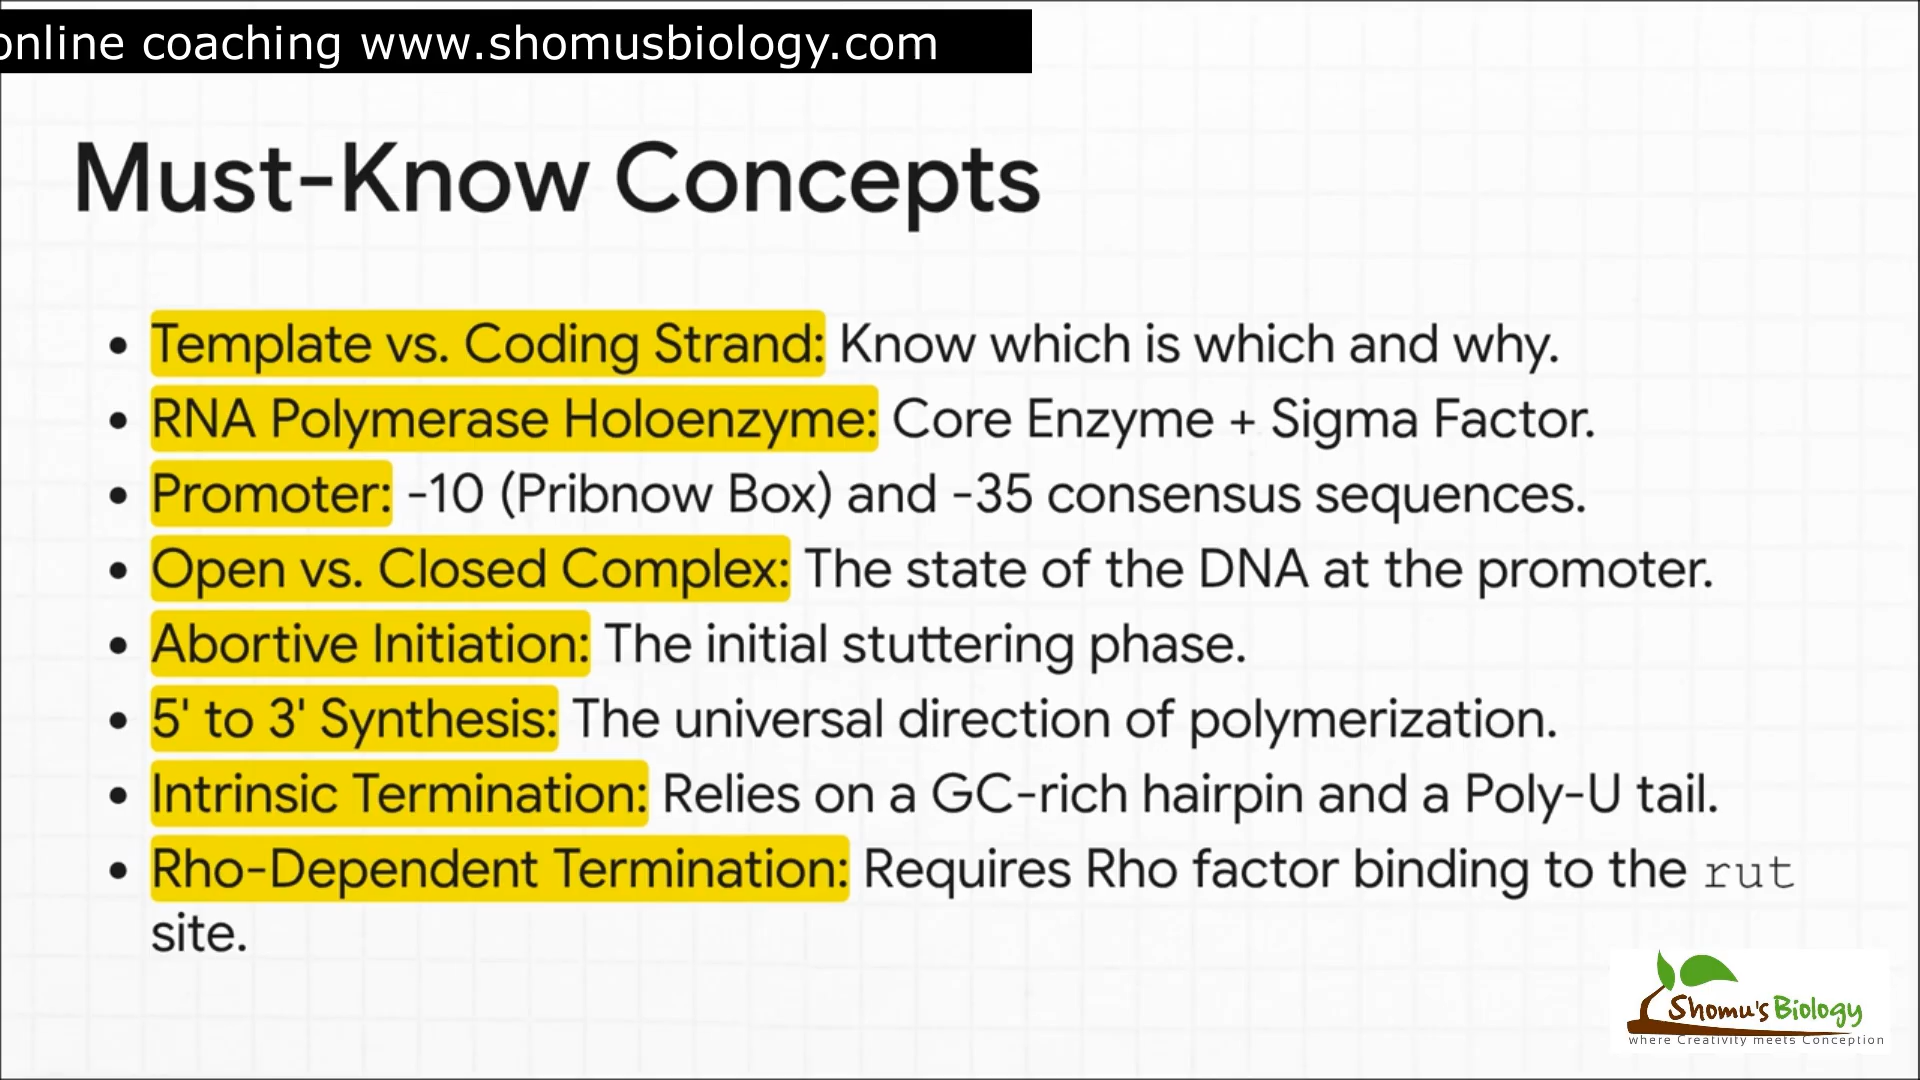 online coaching www.shomusbiology.com
Must-Know Concepts
• Template vs. Coding Strand: Know which is which and why.
• RNA Polymerase Holoenzyme: Core Enzyme + Sigma Factor.
• Promoter: -10 (Pribnow Box) and -35 consensus sequences.
• Open vs. Closed Complex: The state of the DNA at the promoter.
• Abortive Initiation: The initial stuttering phase.
• 5' to 3' Synthesis: The universal direction of polymerization.
• Intrinsic Termination: Relies on a GC-rich hairpin and a Poly-U tail.
• Rho-Dependent Termination: Requires Rho factor binding to the rut
site.
Shomu's Biology
where Creativity meets Conception